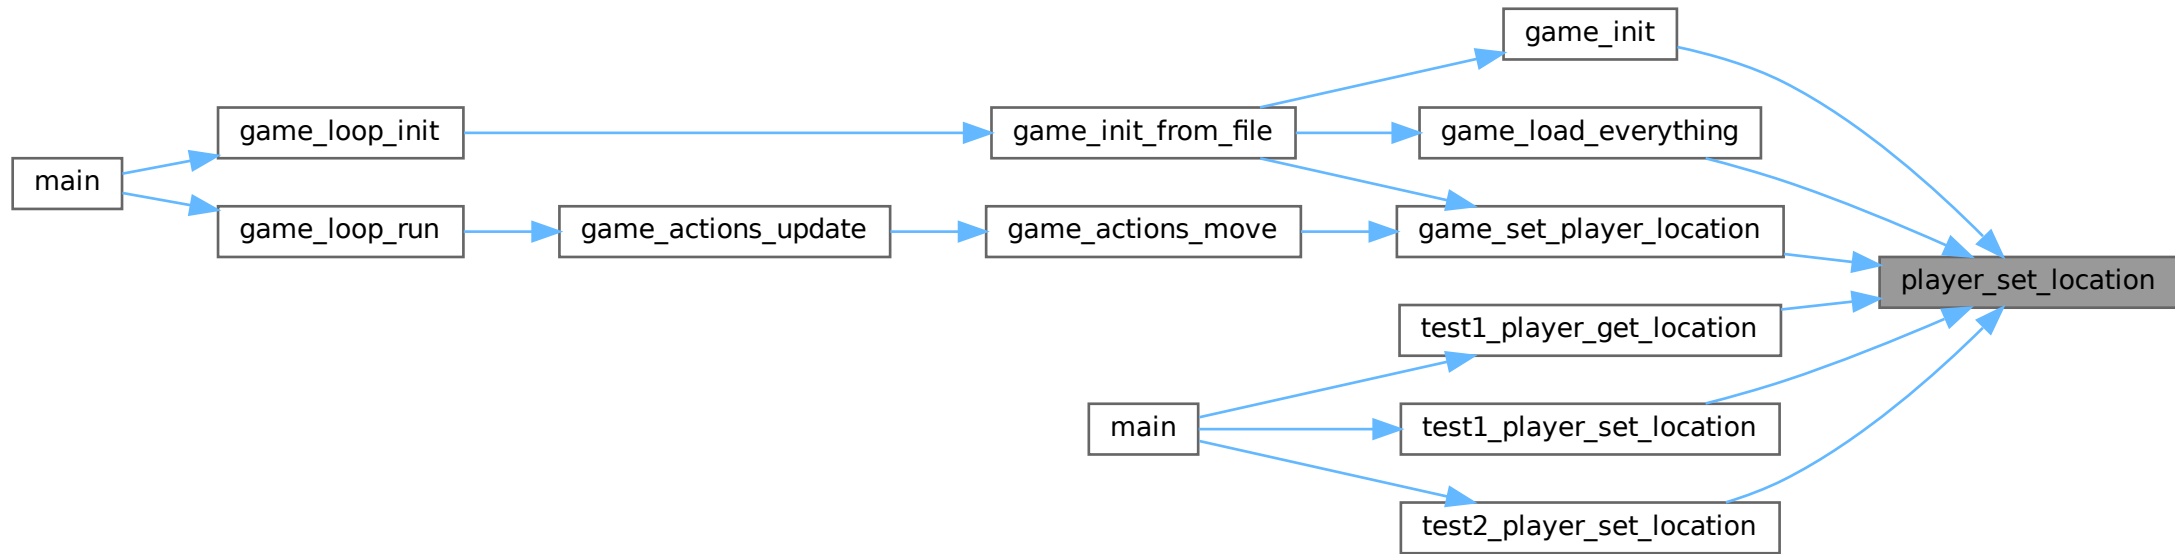 game_init
game_loop_init
game_init_from_file
game_load_everything
main
game_loop_run
game_actions_update
game_actions_move
game_set_player_location
player_set_location
test1_player_get_location
main
test1_player_set_location
test2_player_set_location